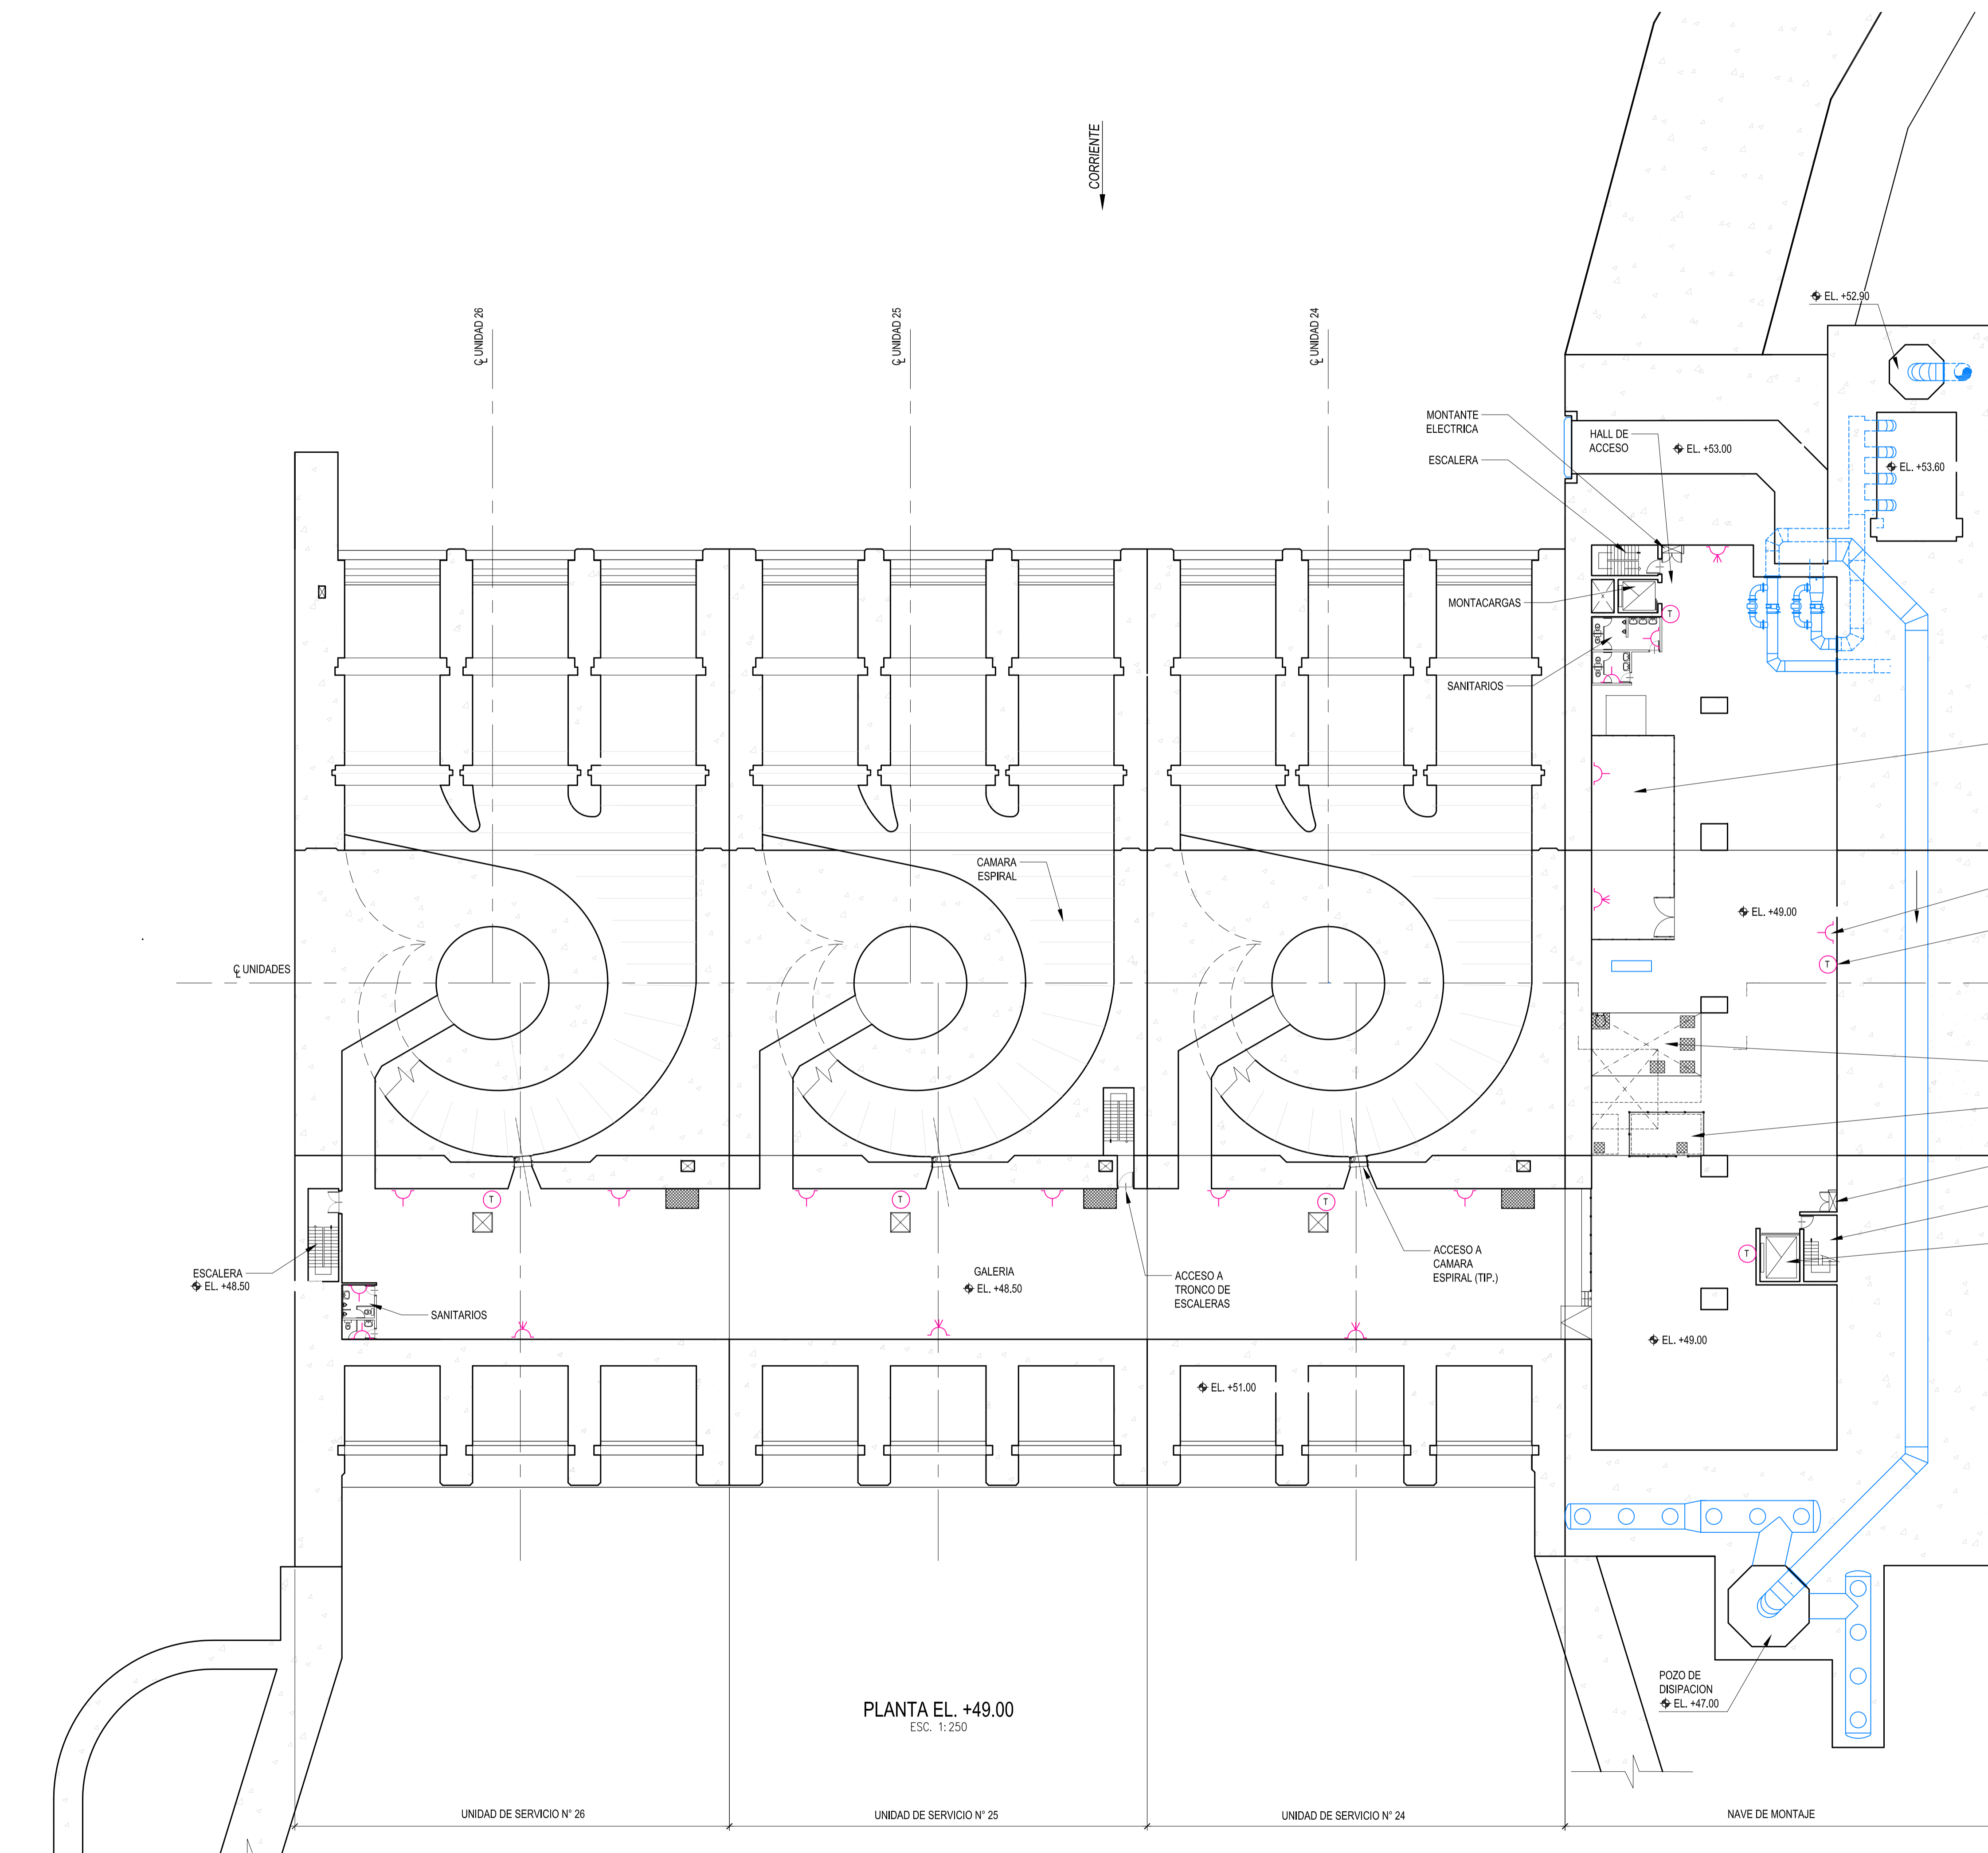 CORRIENTE
℄ UNIDAD 26
℄ UNIDAD 25
℄ UNIDAD 24
EL. +52.90
MONTANTE
ELECTRICA
HALL DE
ACCESO
EL. +53.00
ESCALERA
EL. +53.60
MONTACARGAS
T
SANITARIOS
CAMARA
ESPIRAL
EL. +49.00
℄ UNIDADES
T
T
T
T
T
ESCALERA
EL. +48.50
SANITARIOS
GALERIA
EL. +48.50
ACCESO A
TRONCO DE
ESCALERAS
ACCESO A
CAMARA
ESPIRAL (TIP.)
EL. +49.00
EL. +51.00
POZO DE
DISIPACION
EL. +47.00
PLANTA EL. +49.00
ESC. 1:250
UNIDAD DE SERVICIO N° 26
UNIDAD DE SERVICIO N° 25
UNIDAD DE SERVICIO N° 24
NAVE DE MONTAJE